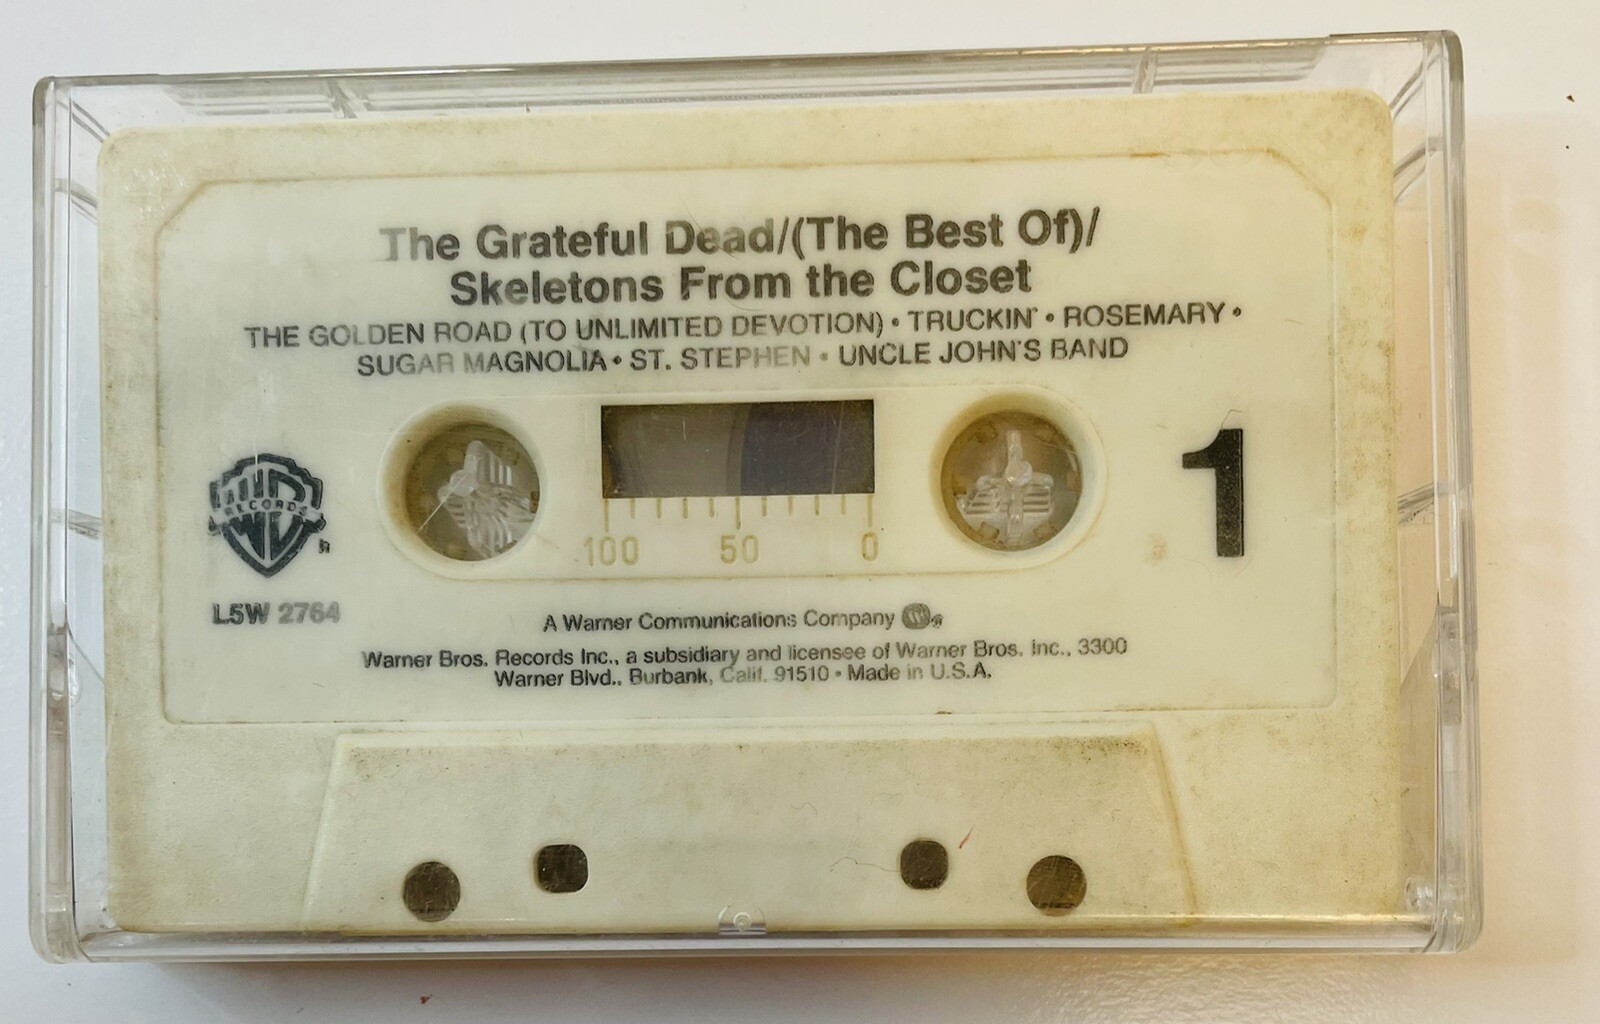 The Grateful Dead/(The Best Of)/
Skeletons From the Closet
THE GOLDEN ROAD (TO UNLIMITED DEVOTION) • TRUCKIN' • ROSEMARY •
SUGAR MAGNOLIA • ST. STEPHEN • UNCLE JOHN'S BAND
1
RECORDS
100 50 0
L5W 2764
A Warner Communications Company
Warner Bros. Records Inc., a subsidiary and licensee of Warner Bros. Inc., 3300
Warner Blvd., Burbank, Calif. 91510 • Made in U.S.A.